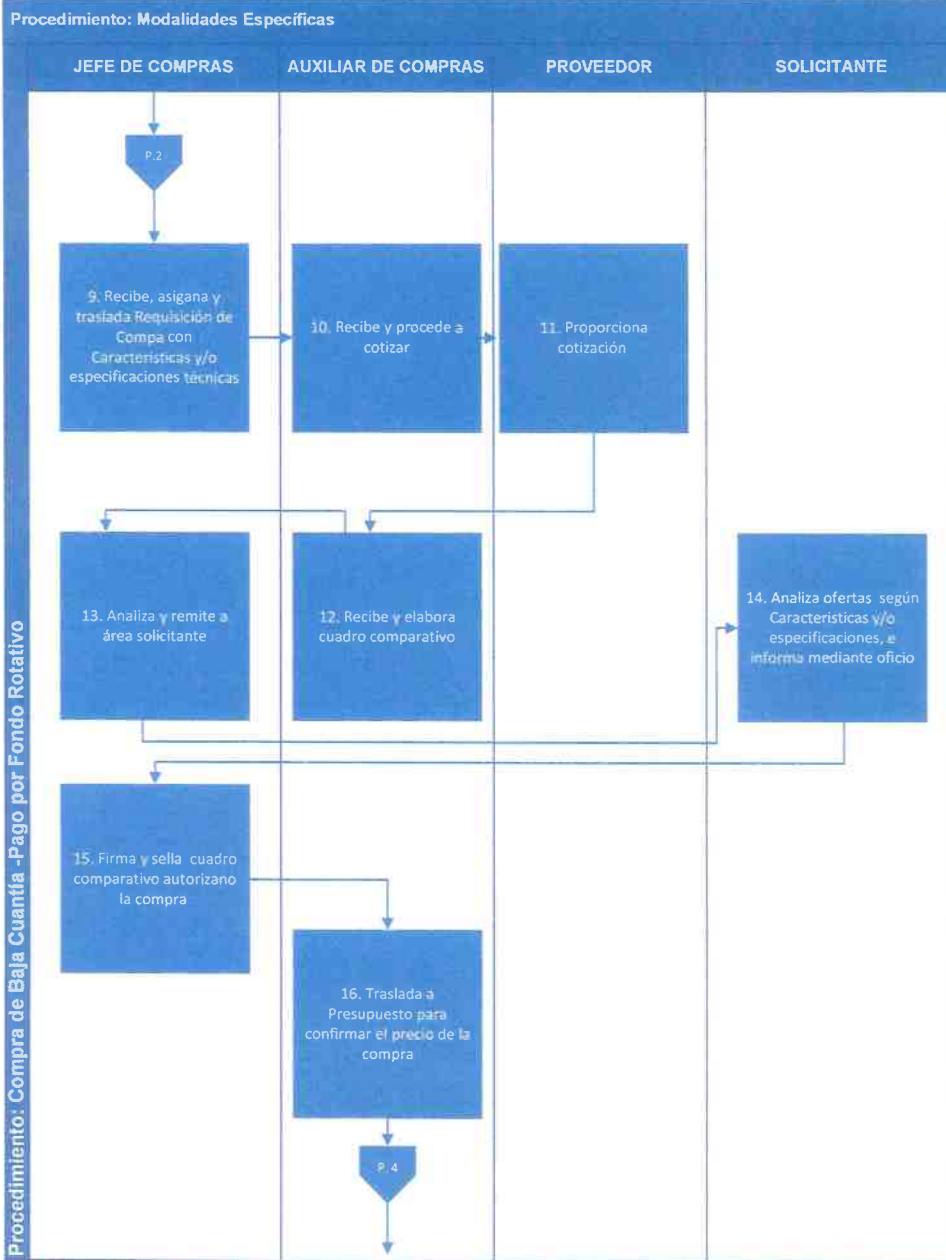 Procedimiento: Modalidades Específicas
JEFE DE COMPRAS
AUXILIAR DE COMPRAS
PROVEEDOR
SOLICITANTE
Procedimiento: Compra de Baja Cuantía -Pago por Fondo Rotativo
P.2
9. Recibe, asigana y
traslada Requisición de
Compa con
Características y/o
especificaciones técnicas
10. Recibe y procede a
cotizar
11. Proporciona
cotización
13. Analiza y remite a
área solicitante
12. Recibe y elabora
cuadro comparativo
14. Analiza ofertas según
Características y/o
especificaciones, e
informa mediante oficio
15. Firma y sella cuadro
comparativo autorizano
la compra
16. Traslada a
Presupuesto para
confirmar el precio de la
compra
P. 4